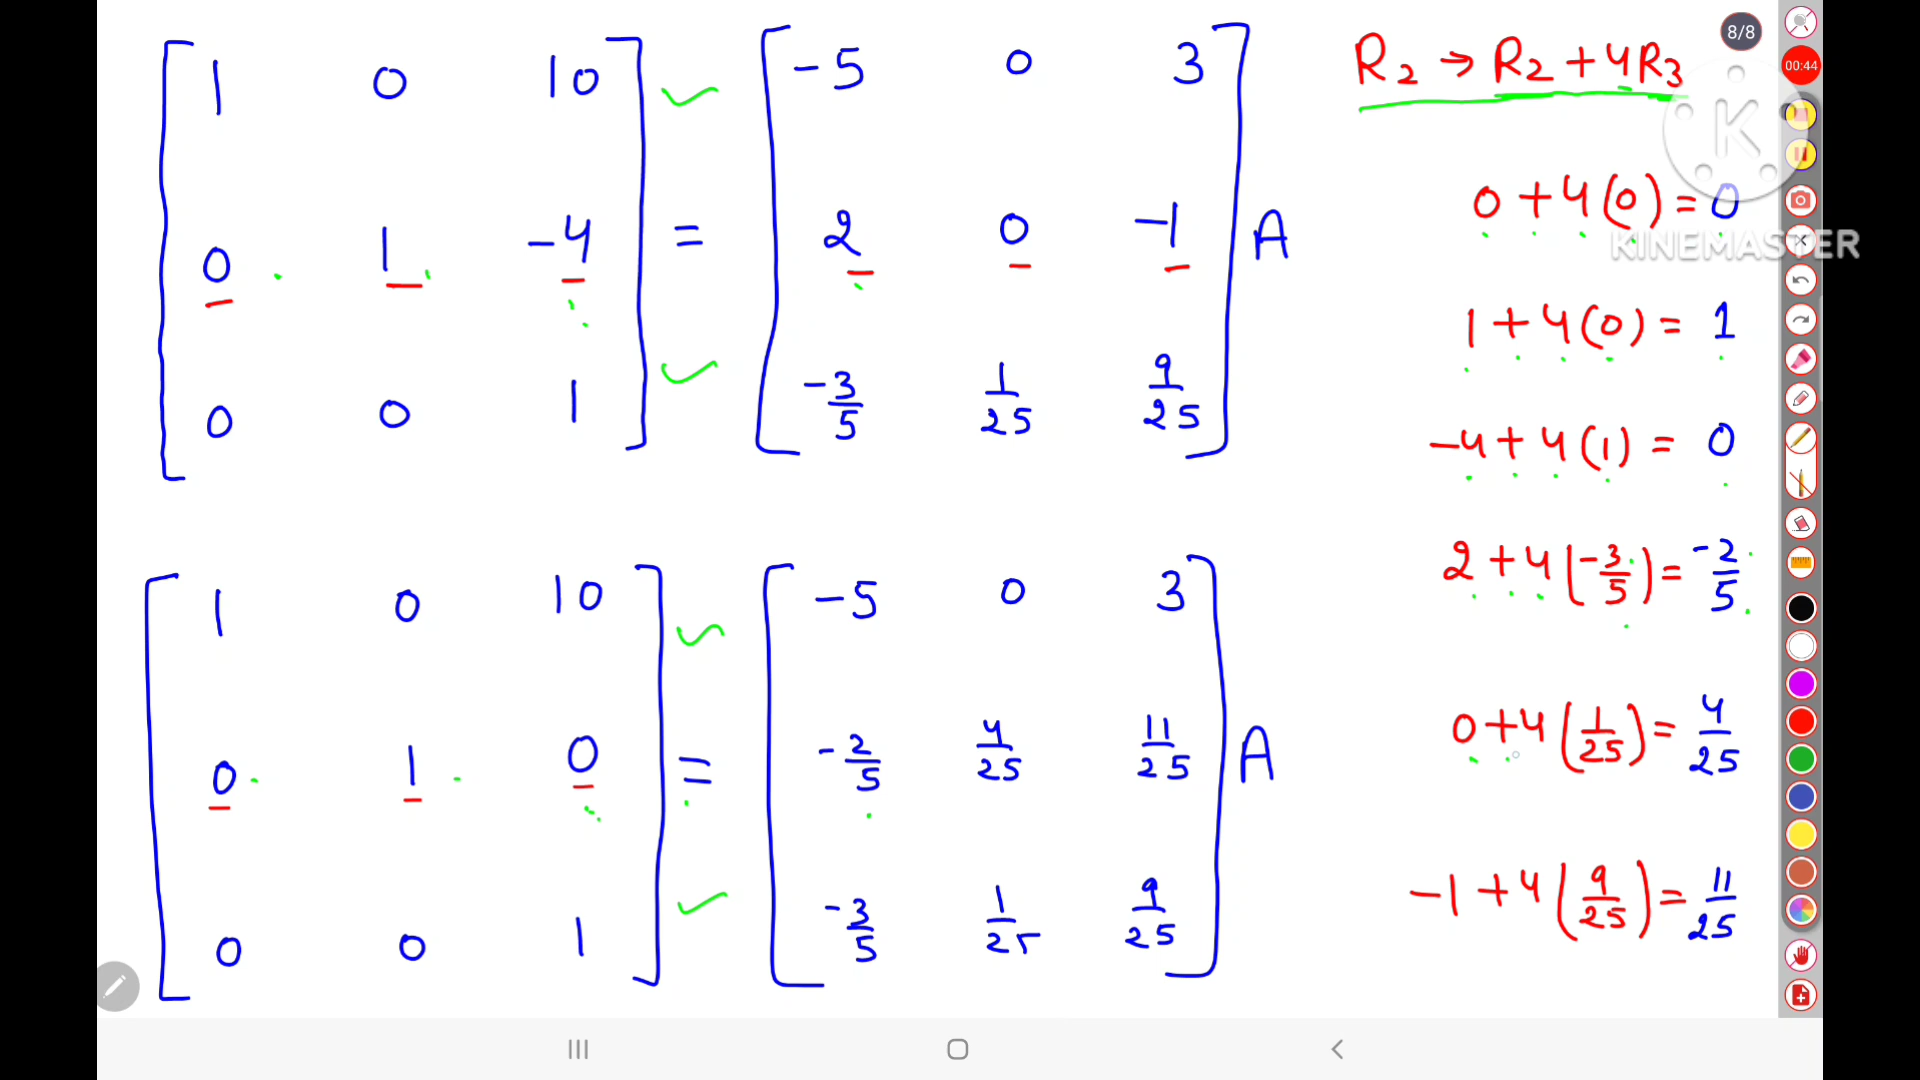 8/8
00:44
K
KINEMASTER
[1 0 10] [-5 0 3]
[0 1 -4] = [2 0 -1] A
[0 0 1] [-3/5 1/25 9/25]
[1 0 10] [-5 0 3]
[0 1 0] = [-2/5 4/25 11/25] A
[0 0 1] [-3/5 1/25 9/25]
R2 → R2 + 4R3
0 + 4(0) = 0
1 + 4(0) = 1
-4 + 4(1) = 0
2 + 4(-3/5) = -2/5
0 + 4(1/25) = 4/25
-1 + 4(9/25) = 11/25